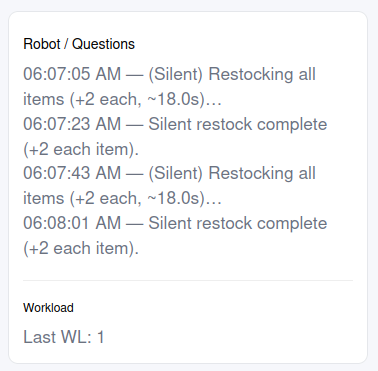 Robot / Questions
06:07:05 AM — (Silent) Restocking all
items (+2 each, ~18.0s)…
06:07:23 AM — Silent restock complete
(+2 each item).
06:07:43 AM — (Silent) Restocking all
items (+2 each, ~18.0s)…
06:08:01 AM — Silent restock complete
(+2 each item).
Workload
Last WL: 1